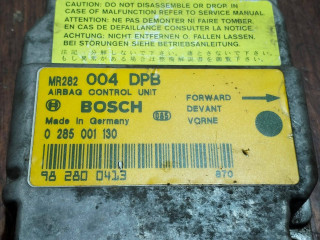 CAUTION
DO NOT DISASSEMBLE OR DROP IN
CASE OF MALFUNCTION REFER TO SERVICE MANUAL
ATTENTION NE PAS DEMONTER NI FAIRE TOMBER
EN CAS DE DEFAILLANCE CONSULTER
ACHTUNG NICHT ENTFERNEN O. FALLEN LASSEN.
BEI STÖRUNGEN SIEHE BETRIEBSANLEITUNG.
MR282 004 DPB
AIRBAG CONTROL UNIT
BOSCH
Made in Germany
0 285 001 130
FORWARD
DEVANT
VORNE
98 280 0413
870